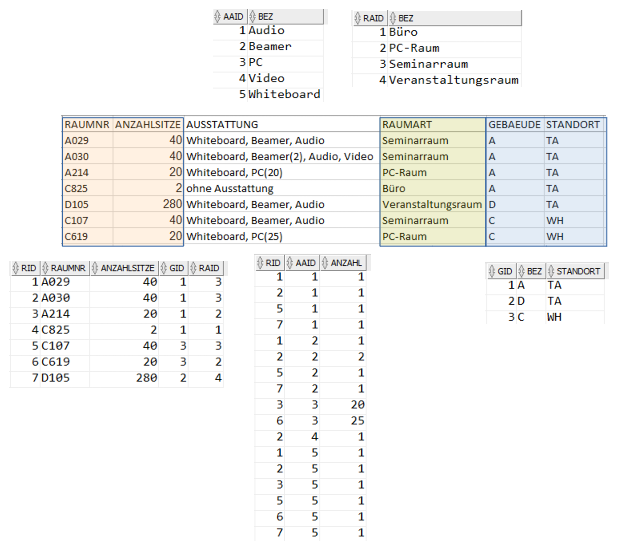 AAID BEZ
1 Audio
2 Beamer
3 PC
4 Video
5 Whiteboard
RAID BEZ
1 Büro
2 PC-Raum
3 Seminarraum
4 Veranstaltungsraum
RAUMNR ANZAHLSITZE AUSSTATTUNG RAUMART GEBAEUDE STANDORT
A029 40 Whiteboard, Beamer, Audio Seminarraum A TA
A030 40 Whiteboard, Beamer(2), Audio, Video Seminarraum A TA
A214 20 Whiteboard, PC(20) PC-Raum A TA
C825 2 ohne Ausstattung Büro A TA
D105 280 Whiteboard, Beamer, Audio Veranstaltungsraum D TA
C107 40 Whiteboard, Beamer, Audio Seminarraum C WH
C619 20 Whiteboard, PC(25) PC-Raum C WH
RID RAUMNR ANZAHLSITZE GID RAID
1 A029 40 1 3
2 A030 40 1 3
3 A214 20 1 2
4 C825 2 1 1
5 C107 40 3 3
6 C619 20 3 2
7 D105 280 2 4
RID AAID ANZAHL
1 1 1
2 1 1
5 1 1
7 1 1
1 2 1
2 2 2
5 2 1
7 2 1
3 3 20
6 3 25
2 4 1
1 5 1
2 5 1
3 5 1
5 5 1
6 5 1
7 5 1
GID BEZ STANDORT
1 A TA
2 D TA
3 C WH